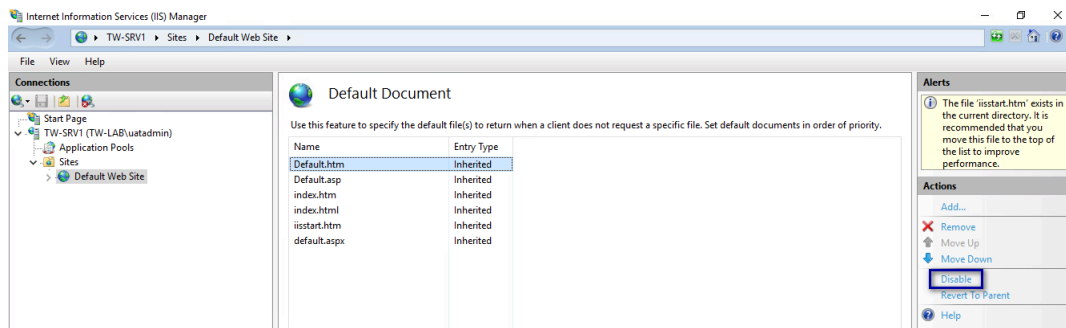 Internet Information Services (IIS) Manager
TW-SRV1 Sites Default Web Site
File View Help
Connections
Start Page
TW-SRV1 (TW-LAB\uatadmin)
Application Pools
Sites
Default Web Site
Default Document
Use this feature to specify the default file(s) to return when a client does not request a specific file. Set default documents in order of priority.
Name Entry Type
Default.htm Inherited
Default.asp Inherited
index.htm Inherited
index.html Inherited
iisstart.htm Inherited
default.aspx Inherited
Alerts
The file 'iisstart.htm' exists in
the current directory. It is
recommended that you
move this file to the top of
the list to improve
performance.
Actions
Add...
Remove
Move Up
Move Down
Disable
Revert To Parent
Help